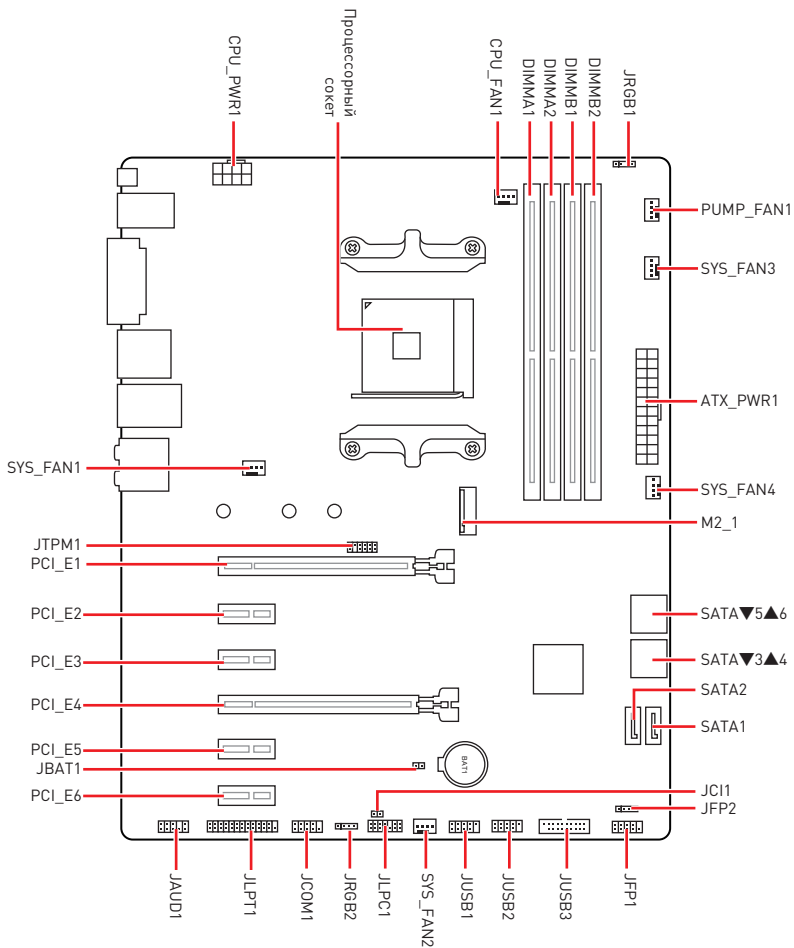 CPU_PWR1
Процессорный
сокет
CPU_FAN1
DIMMA1
DIMMA2
DIMMB1
DIMMB2
JRGB1
PUMP_FAN1
SYS_FAN3
ATX_PWR1
SYS_FAN1
SYS_FAN4
M2_1
JTPM1
PCI_E1
PCI_E2
SATA▼5▲6
PCI_E3
SATA▼3▲4
SATA2
PCI_E4
SATA1
PCI_E5
JBAT1
BAT1
PCI_E6
JCI1
JFP2
JAUD1
JLPT1
JCOM1
JRGB2
JLPC1
SYS_FAN2
JUSB1
JUSB2
JUSB3
JFP1